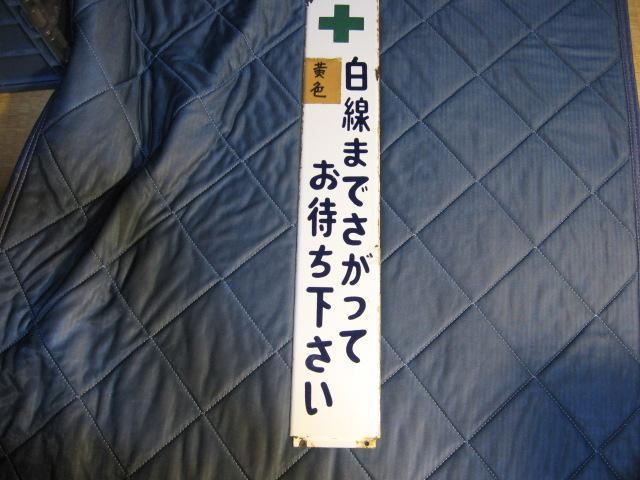 白線までさがって
お待ち下さい
黄色